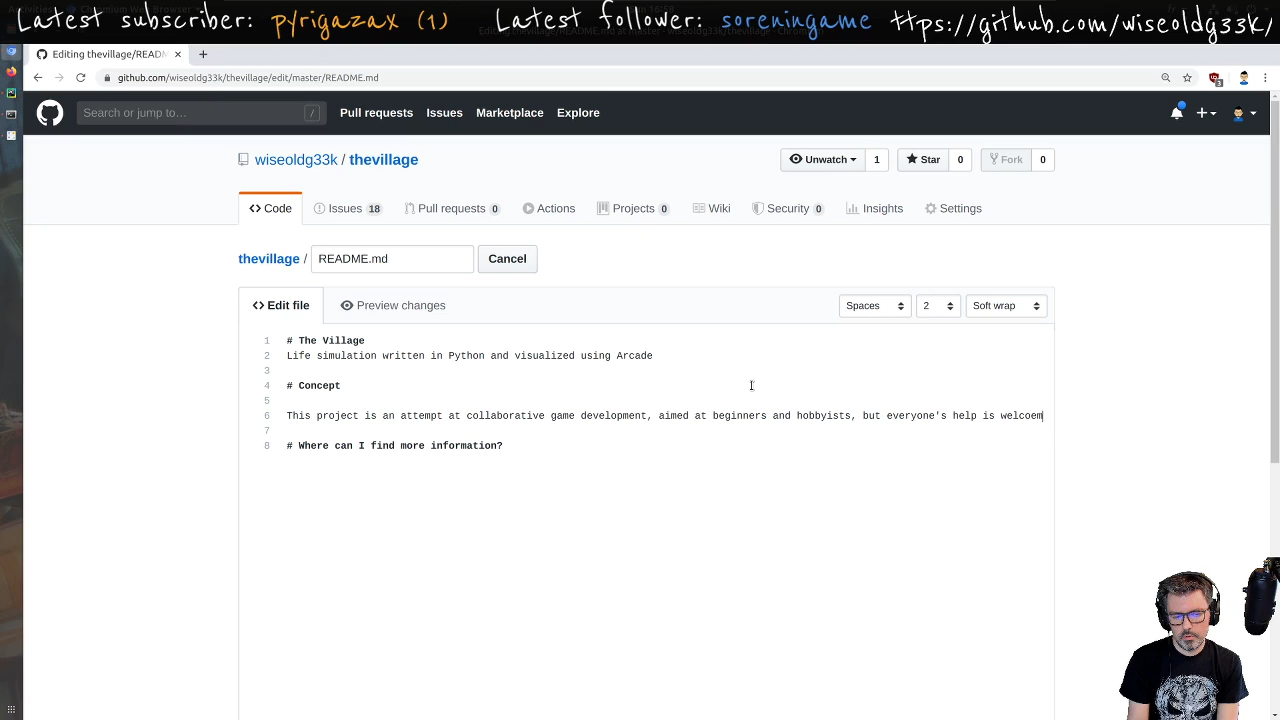 Latest subscriber: pyrigazax (1) Latest follower: soreningame ttps://github.com/wiseoldg33k/
Editing thevillage/READM
github.com/wiseoldg33k/thevillage/edit/master/README.md
3
Search or jump to… /
Pull requests Issues Marketplace Explore
wiseoldg33k / thevillage
Unwatch 1 Star 0 Fork 0
Code Issues 18 Pull requests 0 Actions Projects 0 Wiki Security 0 Insights Settings
thevillage / README.md Cancel
Edit file Preview changes Spaces 2 Soft wrap
1 # The Village
2 Life simulation written in Python and visualized using Arcade
3
4 # Concept
5
6 This project is an attempt at collaborative game development, aimed at beginners and hobbyists, but everyone's help is welcoem
7
8 # Where can I find more information?